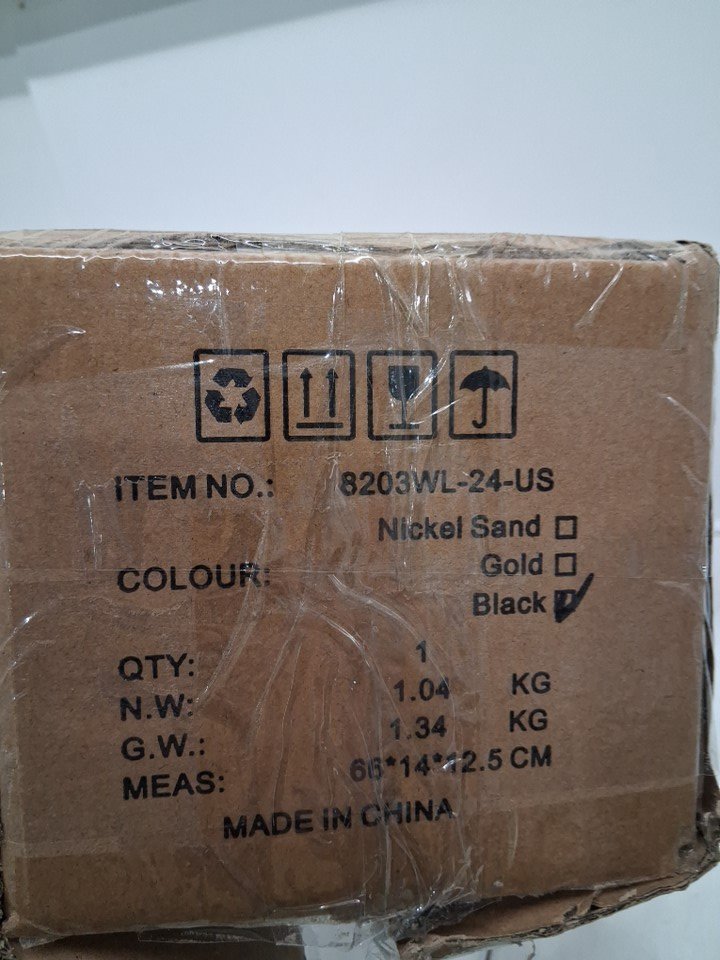 ITEM NO.: 8203WL-24-US
Nickel Sand
COLOUR: Gold
Black
QTY: 1
N.W: 1.04 KG
G.W.: 1.34 KG
MEAS: 66*14*12.5 CM
MADE IN CHINA